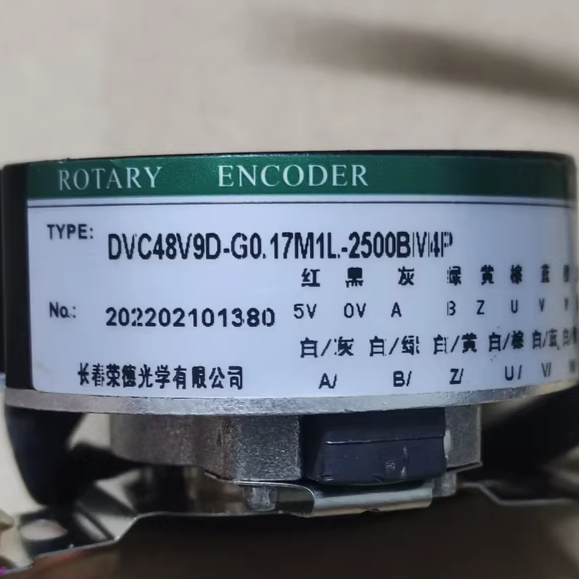 ROTARY ENCODER
TYPE: DVC48V9D-G0.17M1L-2500BM4P
红 黑 灰 绿 黄 棕 蓝
No.: 202202101380 5V 0V A B Z U V
白/灰 白/绿 白/黄 白/棕 白/蓝
长春荣德光学有限公司 A/ B/ Z/ U/ V/